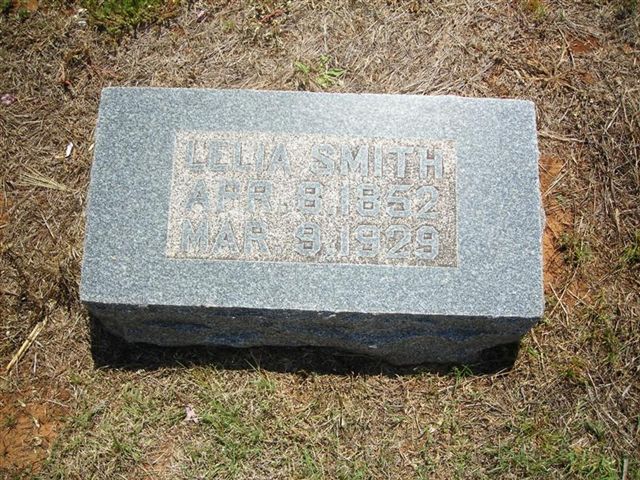 LELIA SMITH
APR. 8, 1852
MAR. 9, 1929